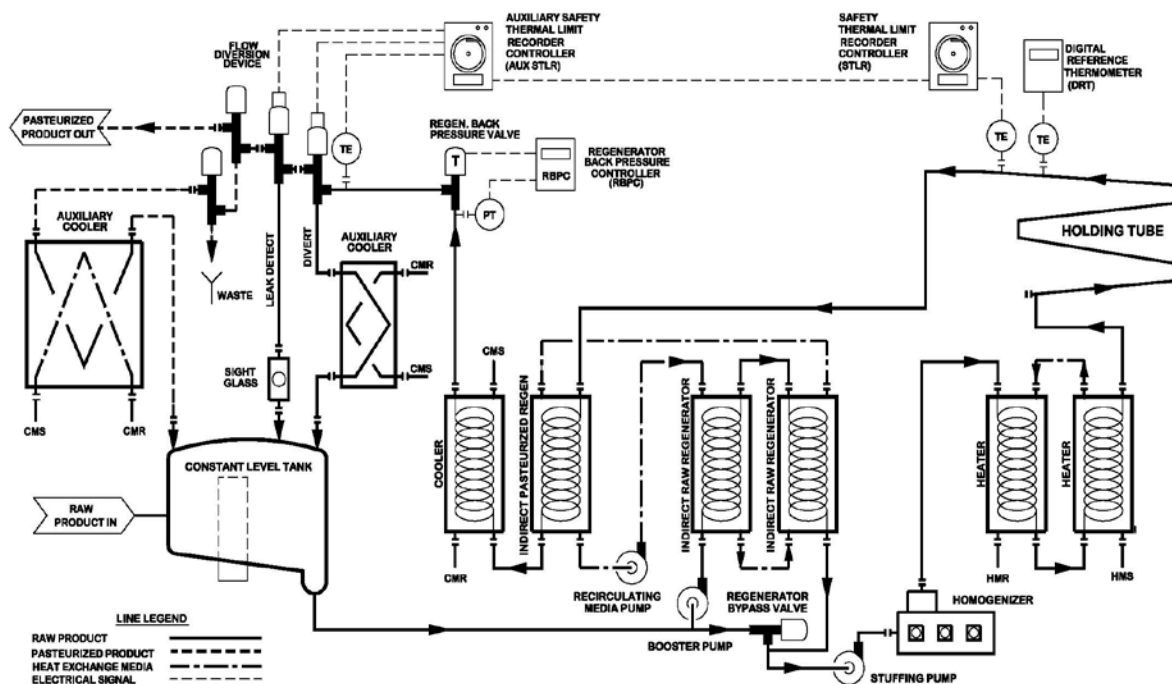 AUXILIARY SAFETY
THERMAL LIMIT
RECORDER
CONTROLLER
(AUX STLR)
SAFETY
THERMAL LIMIT
RECORDER
CONTROLLER
(STLR)
DIGITAL
REFERENCE
THERMOMETER
(DRT)
FLOW
DIVERSION
DEVICE
PASTEURIZED
PRODUCT OUT
TE
REGEN. BACK
PRESSURE VALVE
T
RBPC
REGENERATOR
BACK PRESSURE
CONTROLLER
(RBPC)
PT
TE
TE
HOLDING TUBE
AUXILIARY
COOLER
CMS
CMR
WASTE
LEAK DETECT
DIVERT
AUXILIARY
COOLER
CMR
CMS
SIGHT
GLASS
CONSTANT LEVEL TANK
RAW
PRODUCT IN
CMS
COOLER
CMR
INDIRECT PASTEURIZED REGEN
INDIRECT RAW REGENERATOR
INDIRECT RAW REGENERATOR
HEATER
HEATER
HMR
HMS
RECIRCULATING
MEDIA PUMP
BOOSTER PUMP
REGENERATOR
BYPASS VALVE
HOMOGENIZER
STUFFING PUMP
LINE LEGEND
RAW PRODUCT
PASTEURIZED PRODUCT
HEAT EXCHANGE MEDIA
ELECTRICAL SIGNAL